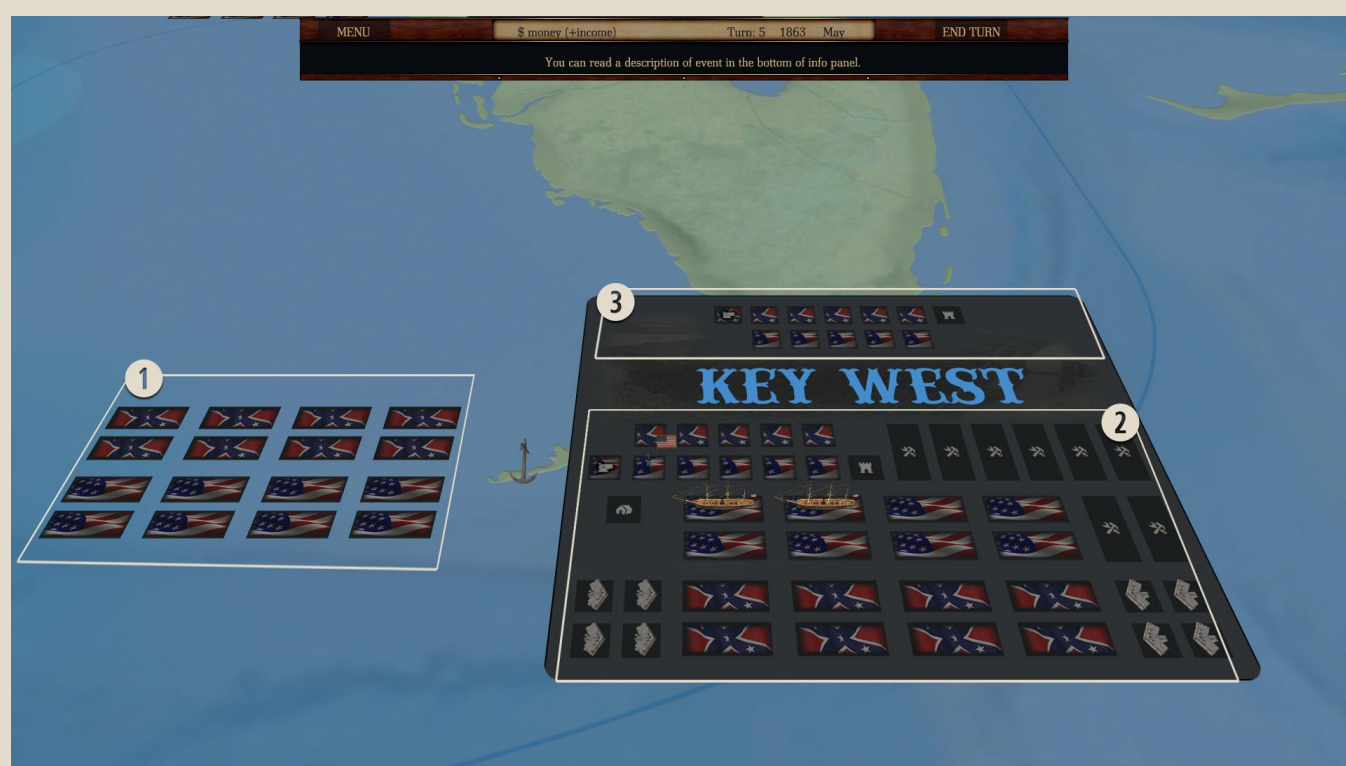 MENU
$ money (+income)
Turn: 5 1863 May
END TURN
You can read a description of event in the bottom of info panel.
3
1
KEY WEST
2